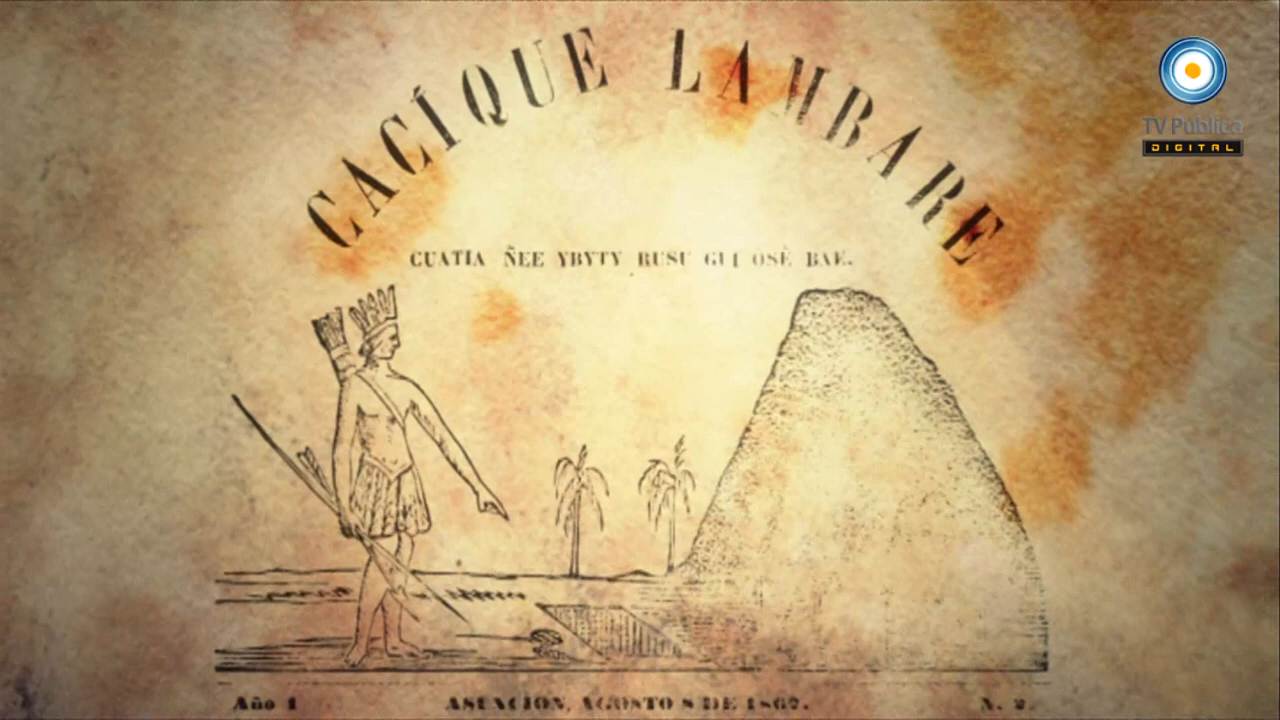 CACÍQUE LAMBARE
TV Pública
DIGITAL
CUATIA ÑEE YBYTY RUSU GUI OSÈ BAE.
Año 1 ASUNCION, AGOSTO 8 DE 1867. N. 2.